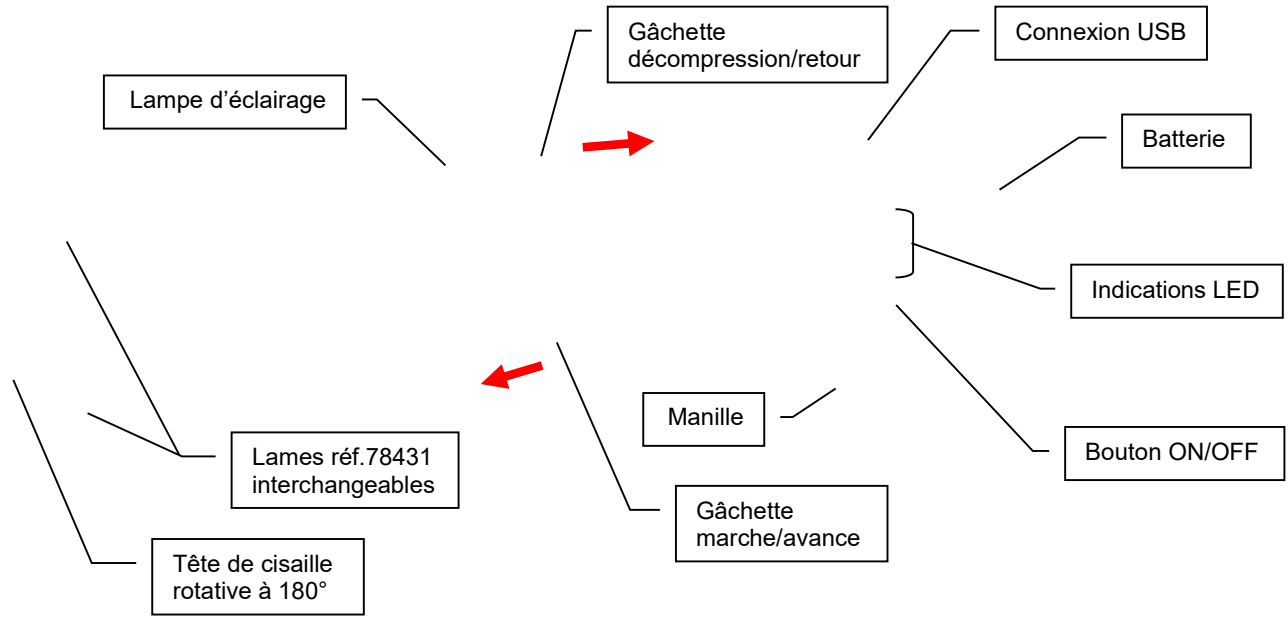 Gâchette
décompression/retour
Connexion USB
Lampe d’éclairage
Batterie
Indications LED
Manille
Bouton ON/OFF
Lames réf.78431
interchangeables
Gâchette
marche/avance
Tête de cisaille
rotative à 180°